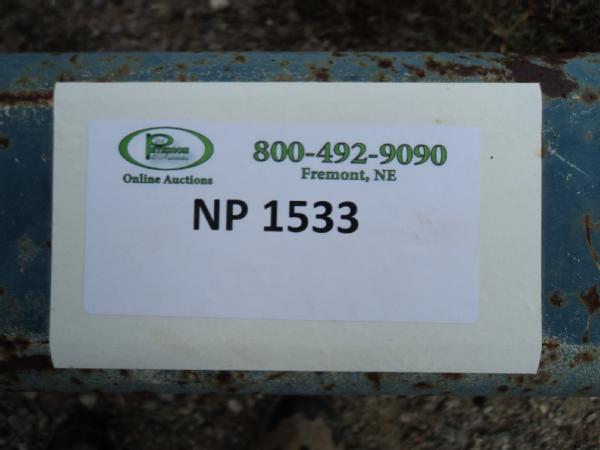 Online Auctions
800-492-9090
Fremont, NE
NP 1533